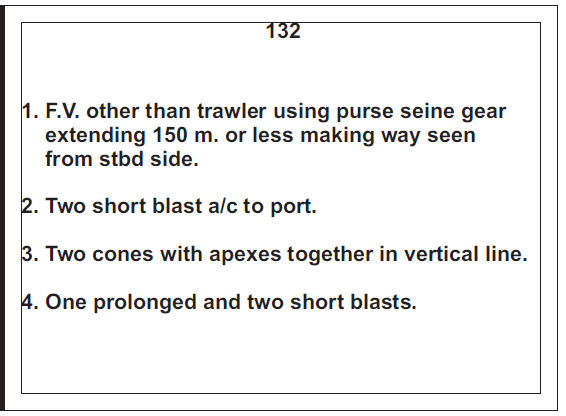 132
1. F.V. other than trawler using purse seine gear
extending 150 m. or less making way seen
from stbd side.
2. Two short blast a/c to port.
3. Two cones with apexes together in vertical line.
4. One prolonged and two short blasts.